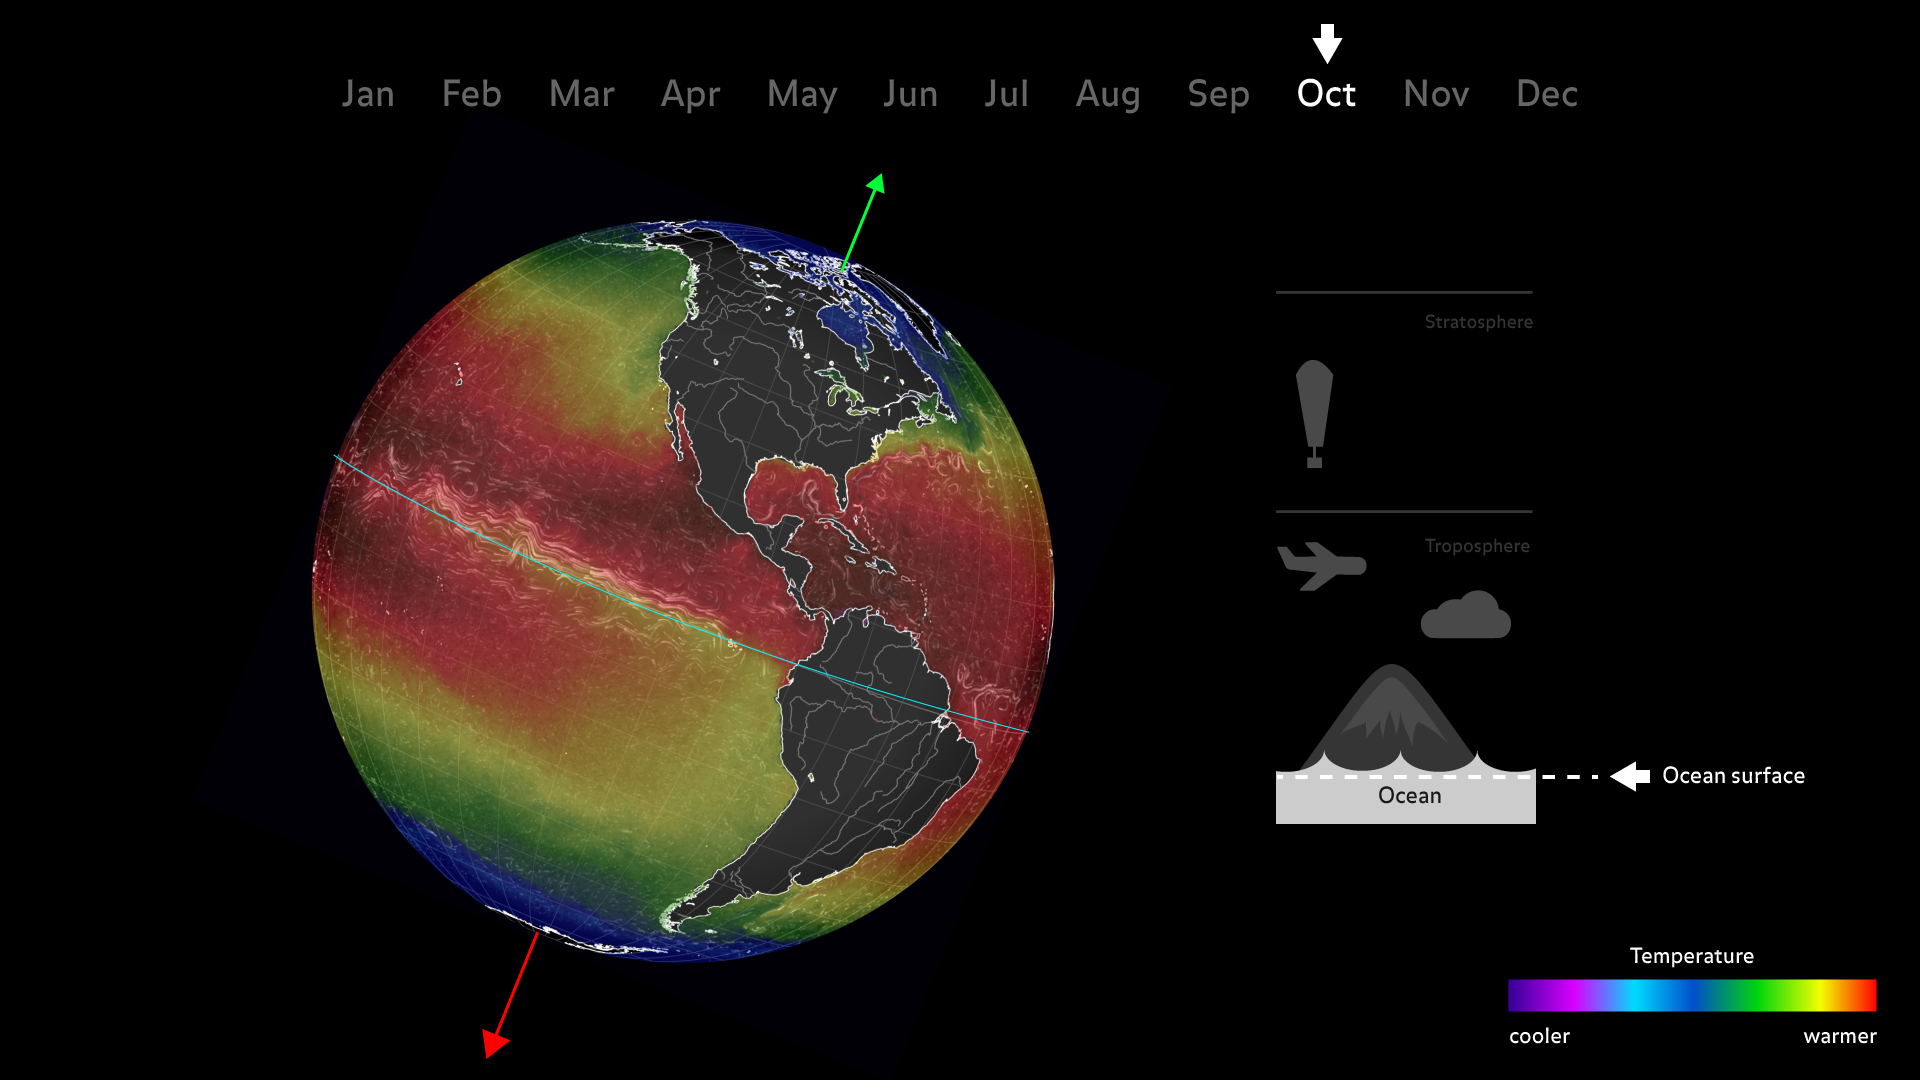 Jan Feb Mar Apr May Jun Jul Aug Sep Oct Nov Dec
Stratosphere
Troposphere
Ocean surface
Ocean
Temperature
cooler warmer